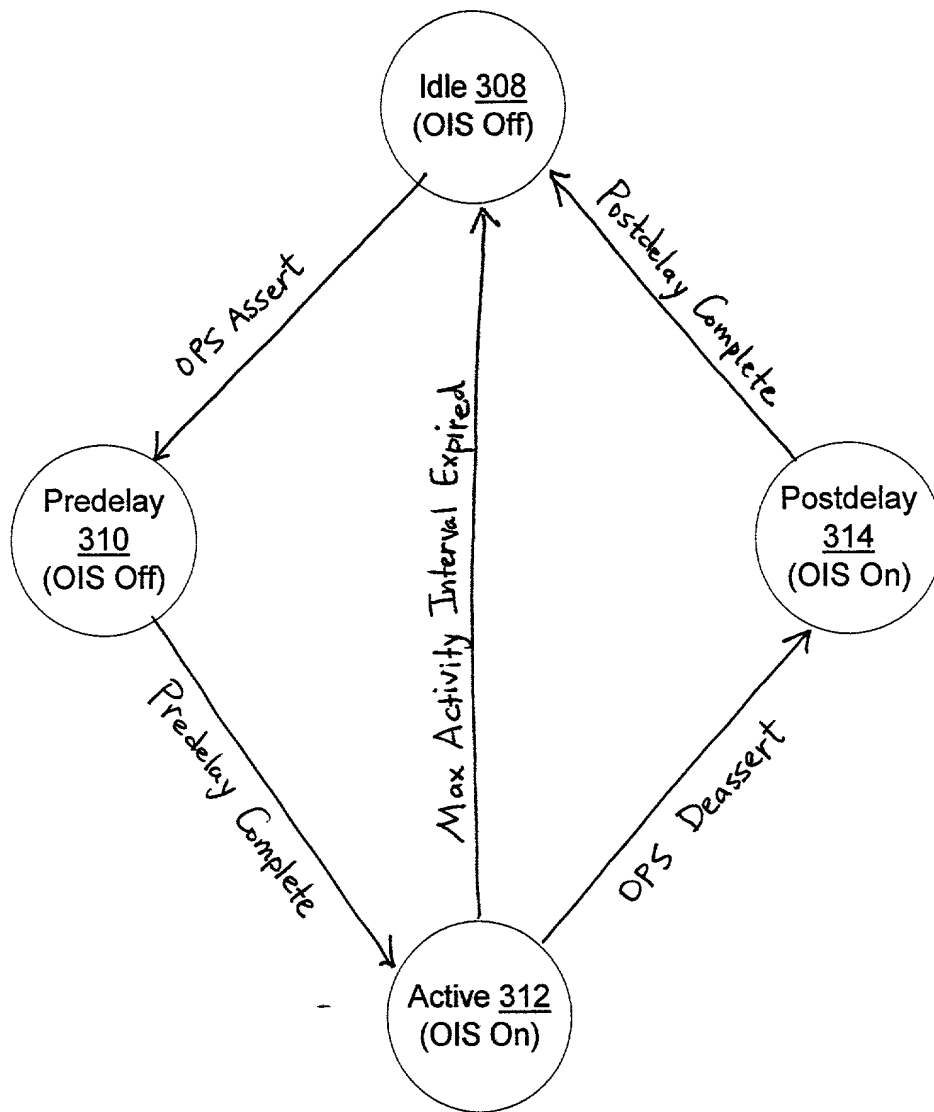 Idle 308
(OIS Off)
OPS Assert
Postdelay Complete
Max Activity Interval Expired
Predelay
310
(OIS Off)
Postdelay
314
(OIS On)
Predelay Complete
OPS Deassert
Active 312
(OIS On)